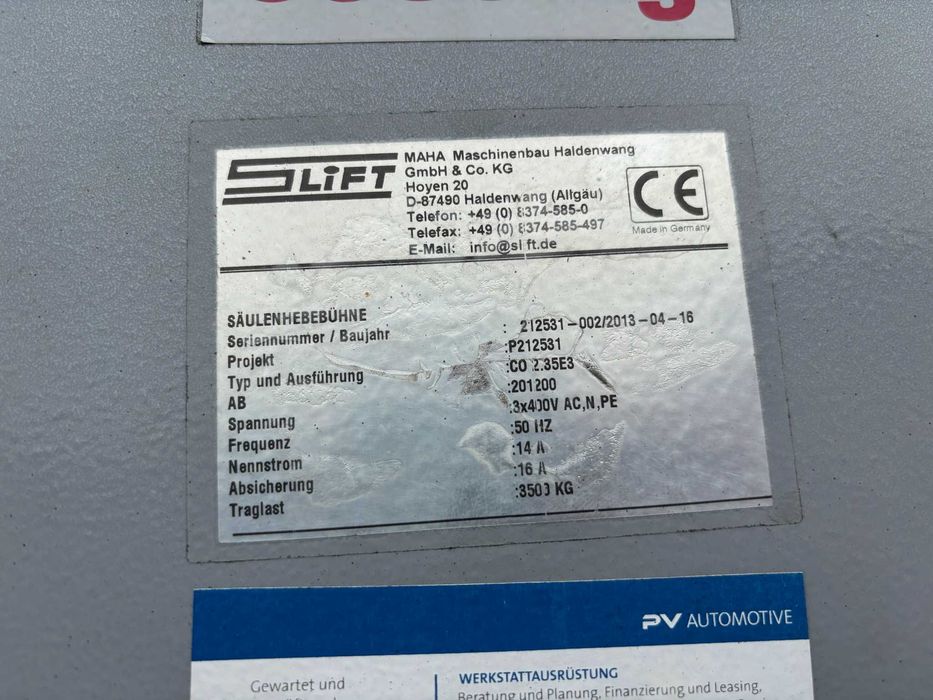 SLIFT
MAHA Maschinenbau Haldenwang
GmbH & Co. KG
Hoyen 20
D-87490 Haldenwang (Allgäu)
Telefon: +49 (0) 8374-585-0
Telefax: +49 (0) 8374-585-497
E-Mail: info@slift.de
CE
Made in Germany
SÄULENHEBEBÜHNE
Seriennummer / Baujahr : 212531-002/2013-04-16
Projekt :P212531
Typ und Ausführung :CO 2.35E3
AB :201200
Spannung :3x400V AC,N,PE
Frequenz :50 HZ
Nennstrom :14 A
Absicherung :16 A
Traglast :3500 KG
PV AUTOMOTIVE
Gewartet und
WERKSTATTAUSRÜSTUNG
Beratung und Planung, Finanzierung und Leasing,